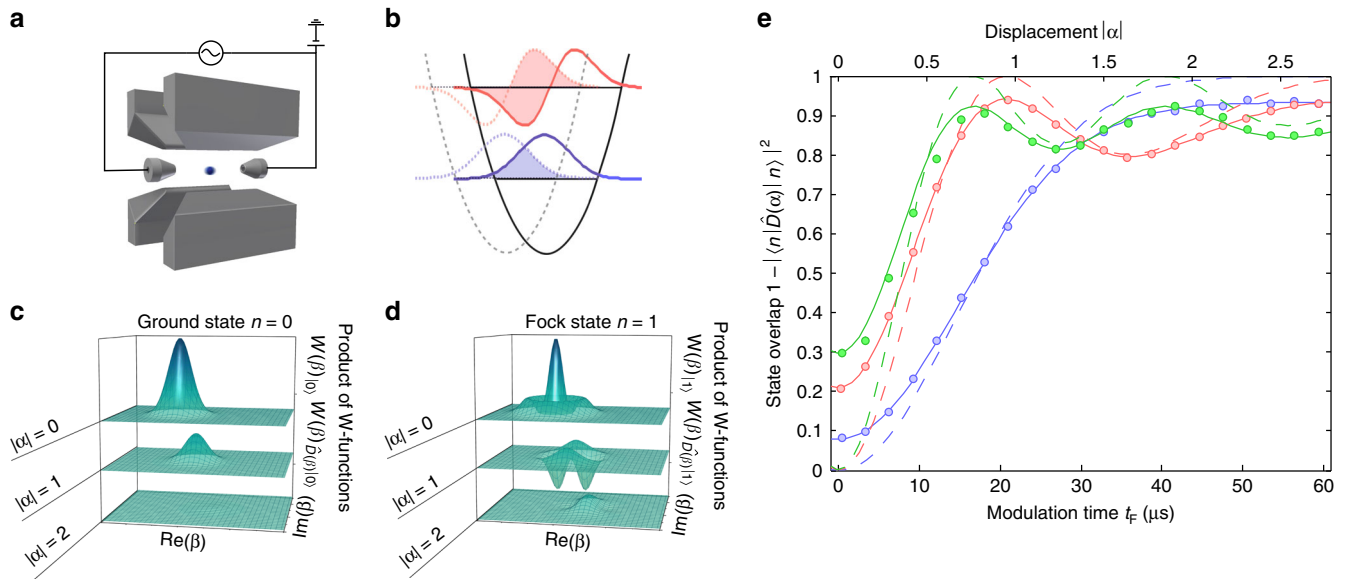 a
b
e
Displacement |α|
0 0.5 1 1.5 2 2.5
1
0.9
0.8
0.7
0.6
0.5
0.4
0.3
0.2
0.1
0
State overlap 1 – |⟨n|D̂(α)|n⟩|²
0 10 20 30 40 50 60
Modulation time t_F (μs)
c
Ground state n = 0
|α| = 0
|α| = 1
|α| = 2
Re(β)
Im(β)
W(β)|0⟩ W(β)D̂(β)|0⟩
Product of W-functions
d
Fock state n = 1
|α| = 0
|α| = 1
|α| = 2
Re(β)
Im(β)
W(β)|1⟩ W(β)D̂(β)|1⟩
Product of W-functions